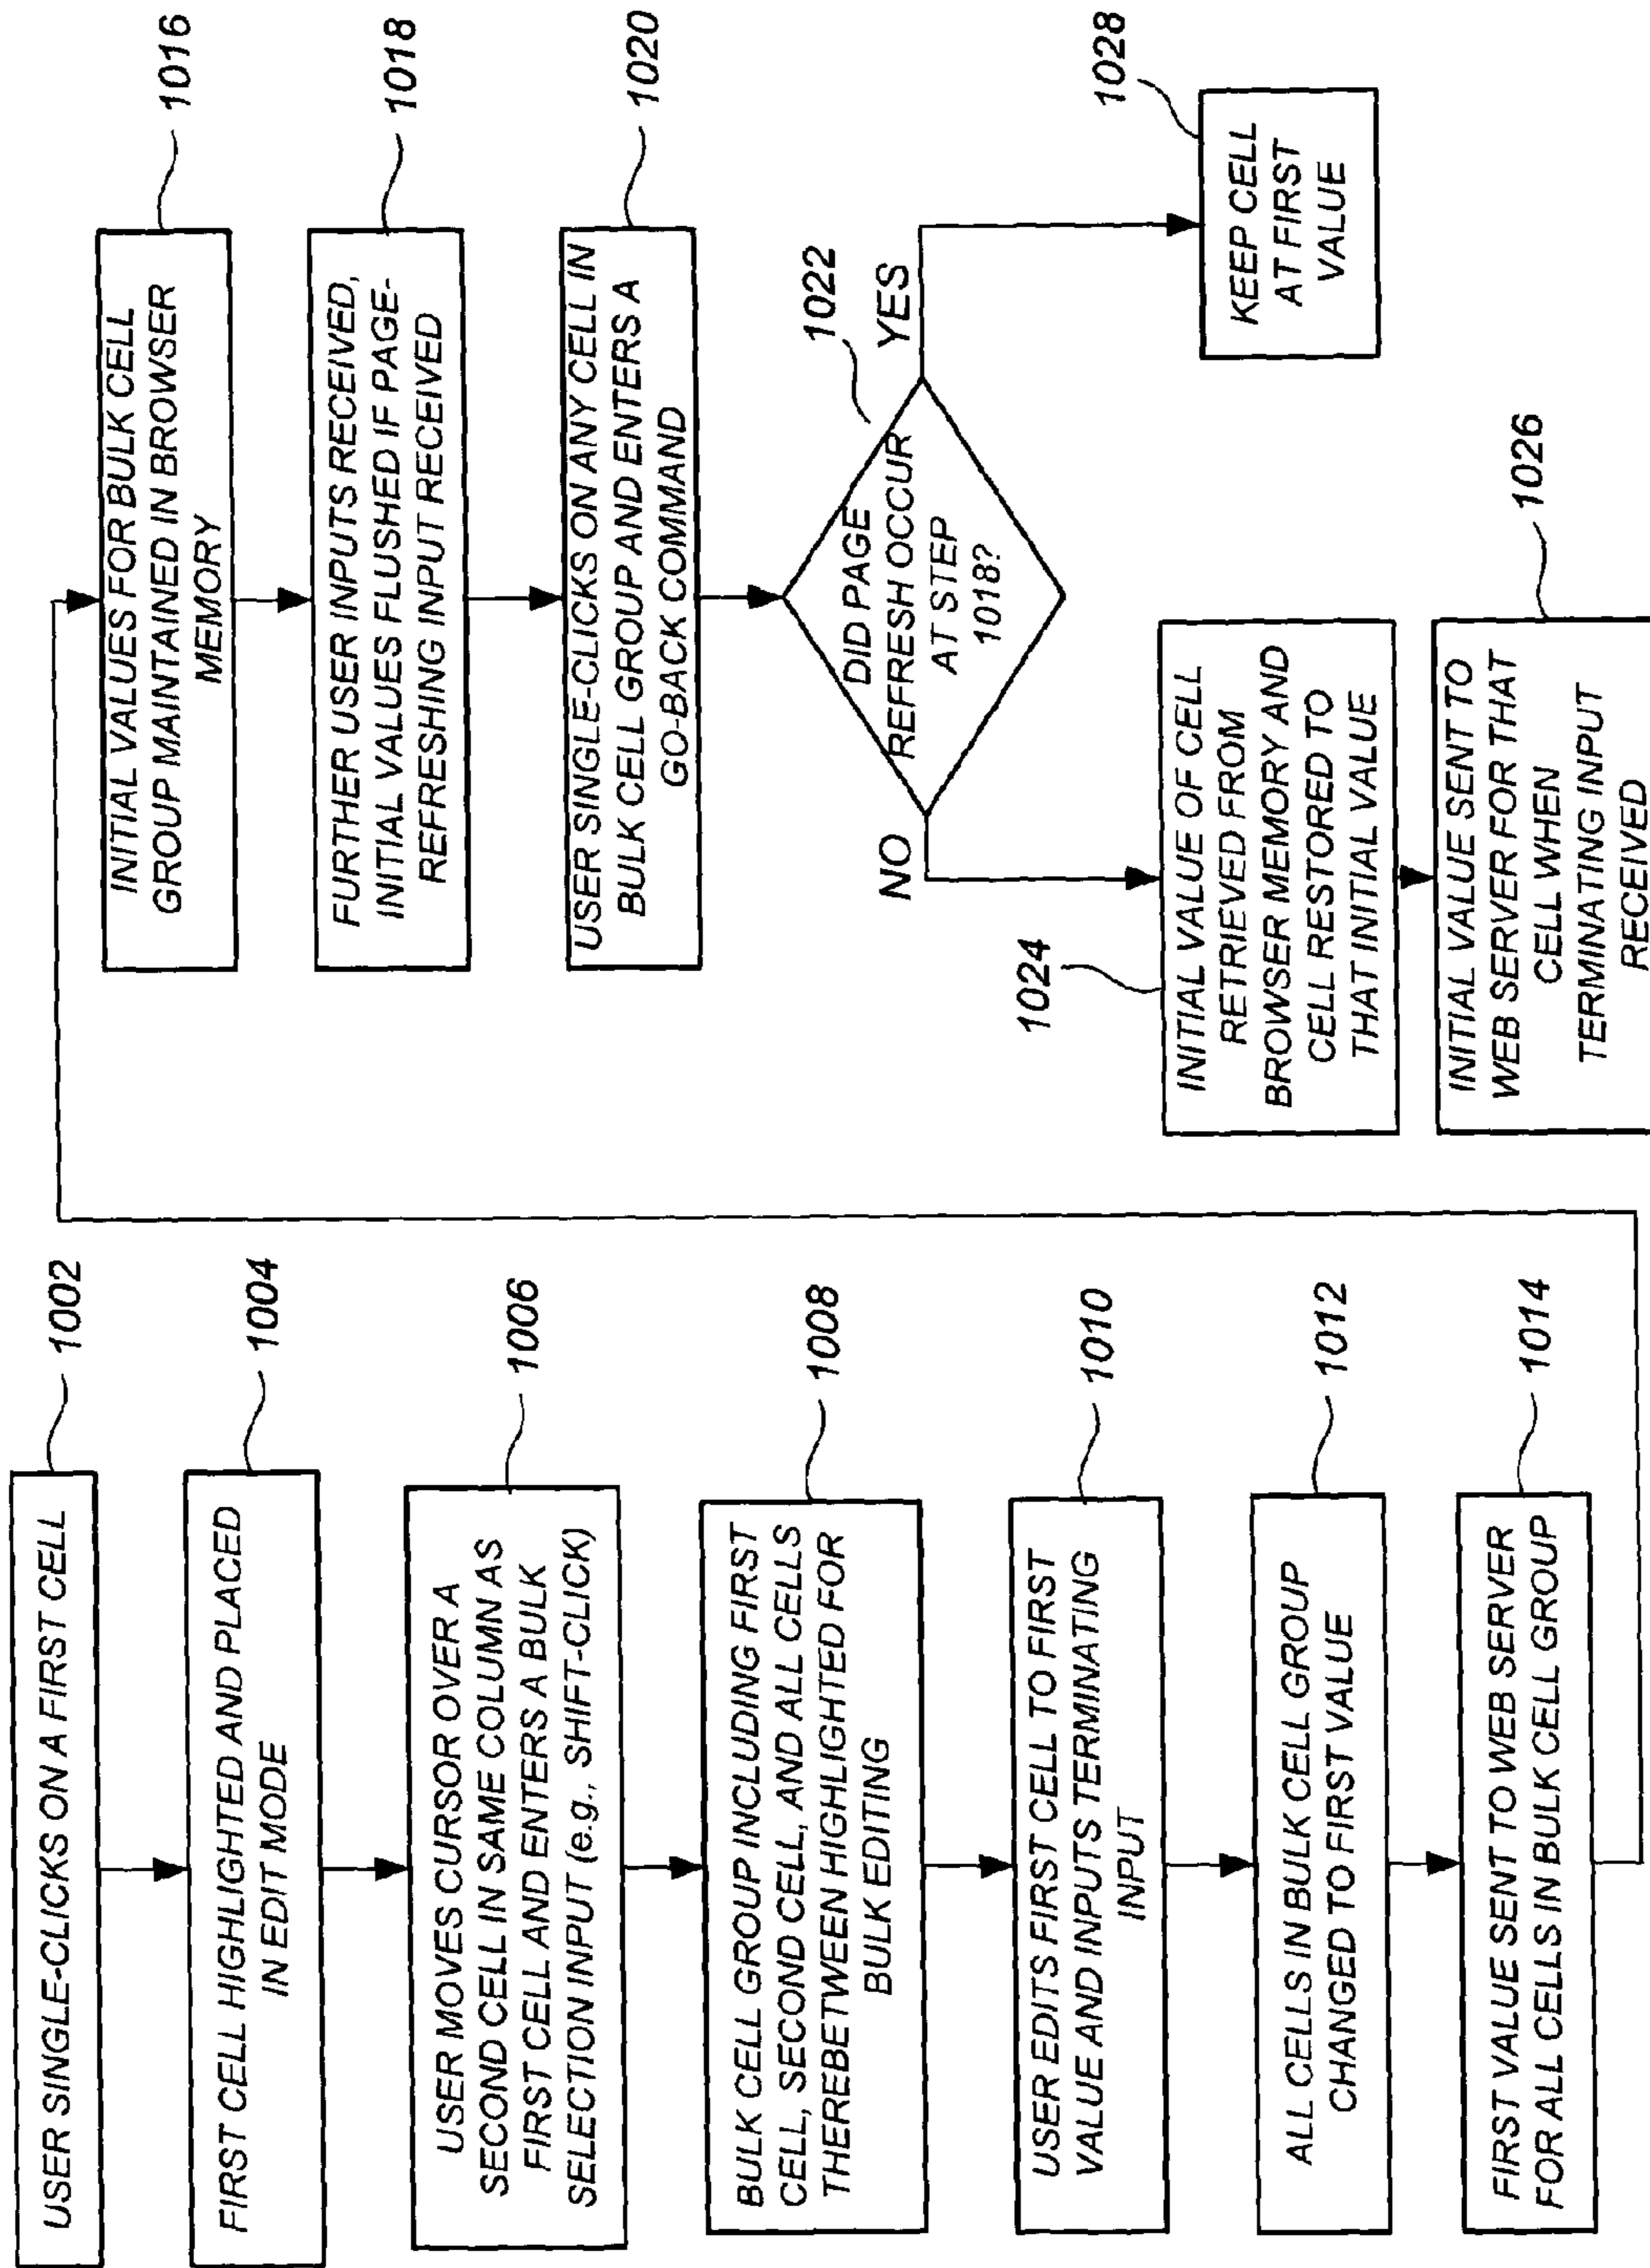 USER SINGLE-CLICKS ON A FIRST CELL
1002
FIRST CELL HIGHLIGHTED AND PLACED
IN EDIT MODE
1004
USER MOVES CURSOR OVER A
SECOND CELL IN SAME COLUMN AS
FIRST CELL AND ENTERS A BULK
SELECTION INPUT (e.g., SHIFT-CLICK)
1006
BULK CELL GROUP INCLUDING FIRST
CELL, SECOND CELL, AND ALL CELLS
THEREBETWEEN HIGHLIGHTED FOR
BULK EDITING
1008
USER EDITS FIRST CELL TO FIRST
VALUE AND INPUTS TERMINATING
INPUT
1010
ALL CELLS IN BULK CELL GROUP
CHANGED TO FIRST VALUE
1012
FIRST VALUE SENT TO WEB SERVER
FOR ALL CELLS IN BULK CELL GROUP
1014
INITIAL VALUES FOR BULK CELL
GROUP MAINTAINED IN BROWSER
MEMORY
1016
FURTHER USER INPUTS RECEIVED,
INITIAL VALUES FLUSHED IF PAGE-
REFRESHING INPUT RECEIVED
1018
USER SINGLE-CLICKS ON ANY CELL IN
BULK CELL GROUP AND ENTERS A
GO-BACK COMMAND
1020
DID PAGE
REFRESH OCCUR
AT STEP
1018?
1022
NO
YES
1024
INITIAL VALUE OF CELL
RETRIEVED FROM
BROWSER MEMORY AND
CELL RESTORED TO
THAT INITIAL VALUE
INITIAL VALUE SENT TO
WEB SERVER FOR THAT
CELL WHEN
TERMINATING INPUT
RECEIVED
1026
KEEP CELL
AT FIRST
VALUE
1028